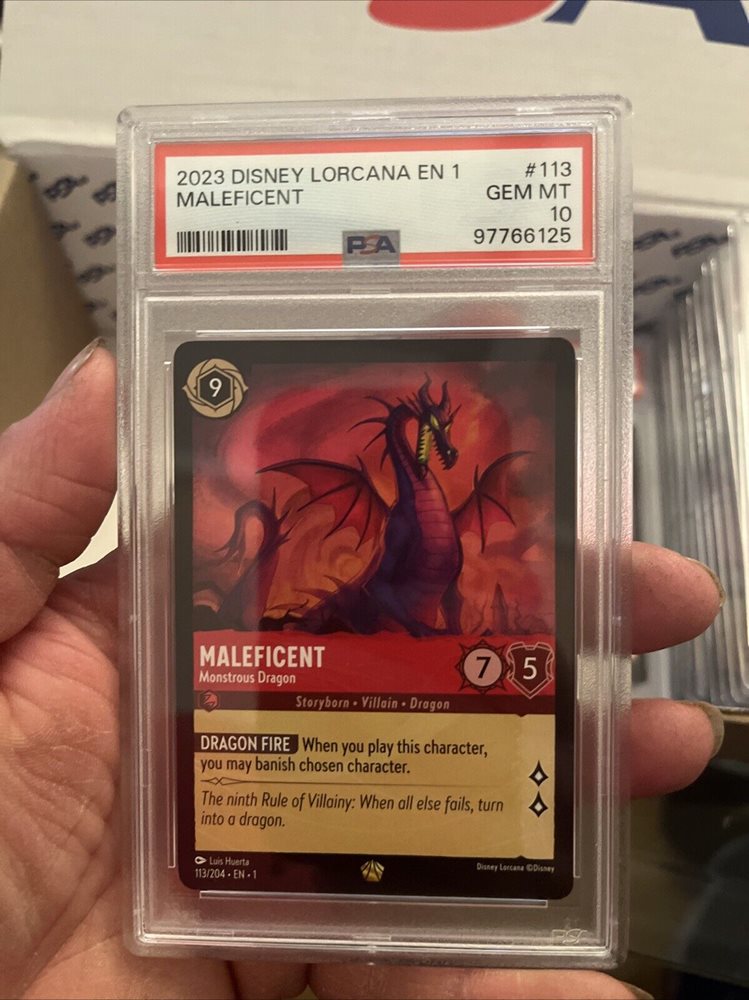 2023 DISNEY LORCANA EN 1 #113
MALEFICENT GEM MT
10
PSA 97766125
9
MALEFICENT
Monstrous Dragon
7 5
Storyborn • Villain • Dragon
DRAGON FIRE When you play this character,
you may banish chosen character.
The ninth Rule of Villainy: When all else fails, turn
into a dragon.
Luis Huerta
113/204 • EN • 1
Disney Lorcana ©Disney
PSA